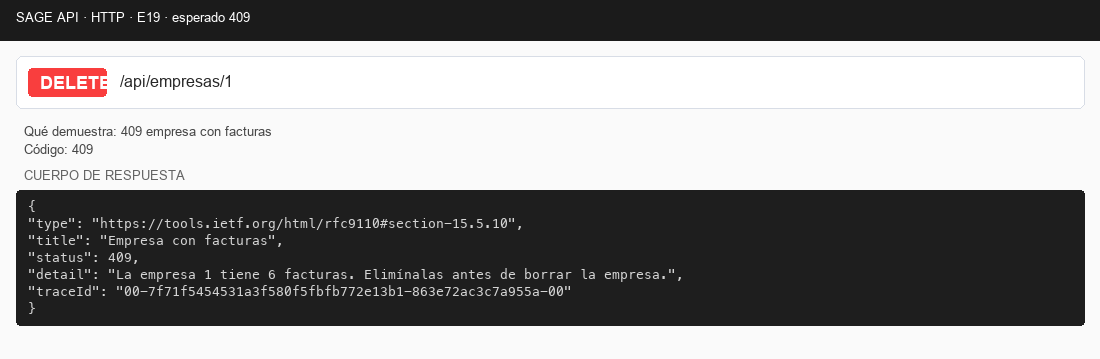 SAGE API · HTTP · E19 · esperado 409
DELETE /api/empresas/1
Qué demuestra: 409 empresa con facturas
Código: 409
CUERPO DE RESPUESTA
{
"type": "https://tools.ietf.org/html/rfc9110#section-15.5.10",
"title": "Empresa con facturas",
"status": 409,
"detail": "La empresa 1 tiene 6 facturas. Elimínalas antes de borrar la empresa.",
"traceId": "00-7f71f5454531a3f580f5fbfb772e13b1-863e72ac3c7a955a-00"
}